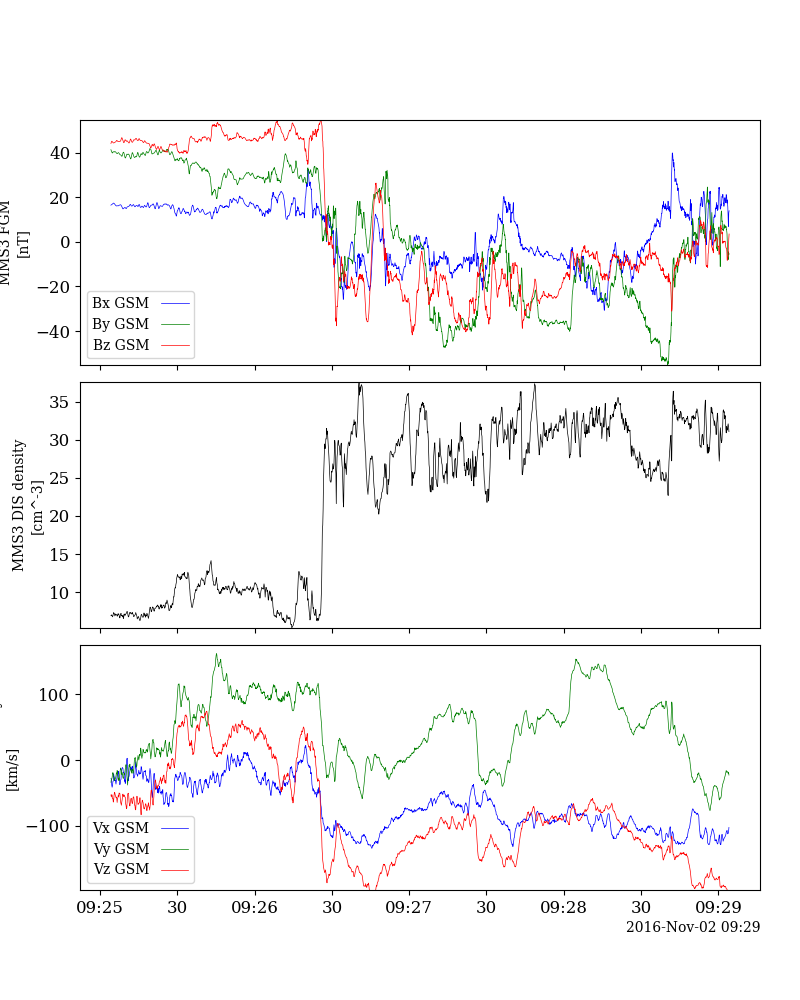 40
20
0
−20
−40
MMS3 FGM
[nT]
Bx GSM
By GSM
Bz GSM
35
30
25
20
15
10
MMS3 DIS density
[cm^-3]
100
0
−100
[km/s]
Vx GSM
Vy GSM
Vz GSM
09:25 30 09:26 30 09:27 30 09:28 30 09:29
2016-Nov-02 09:29